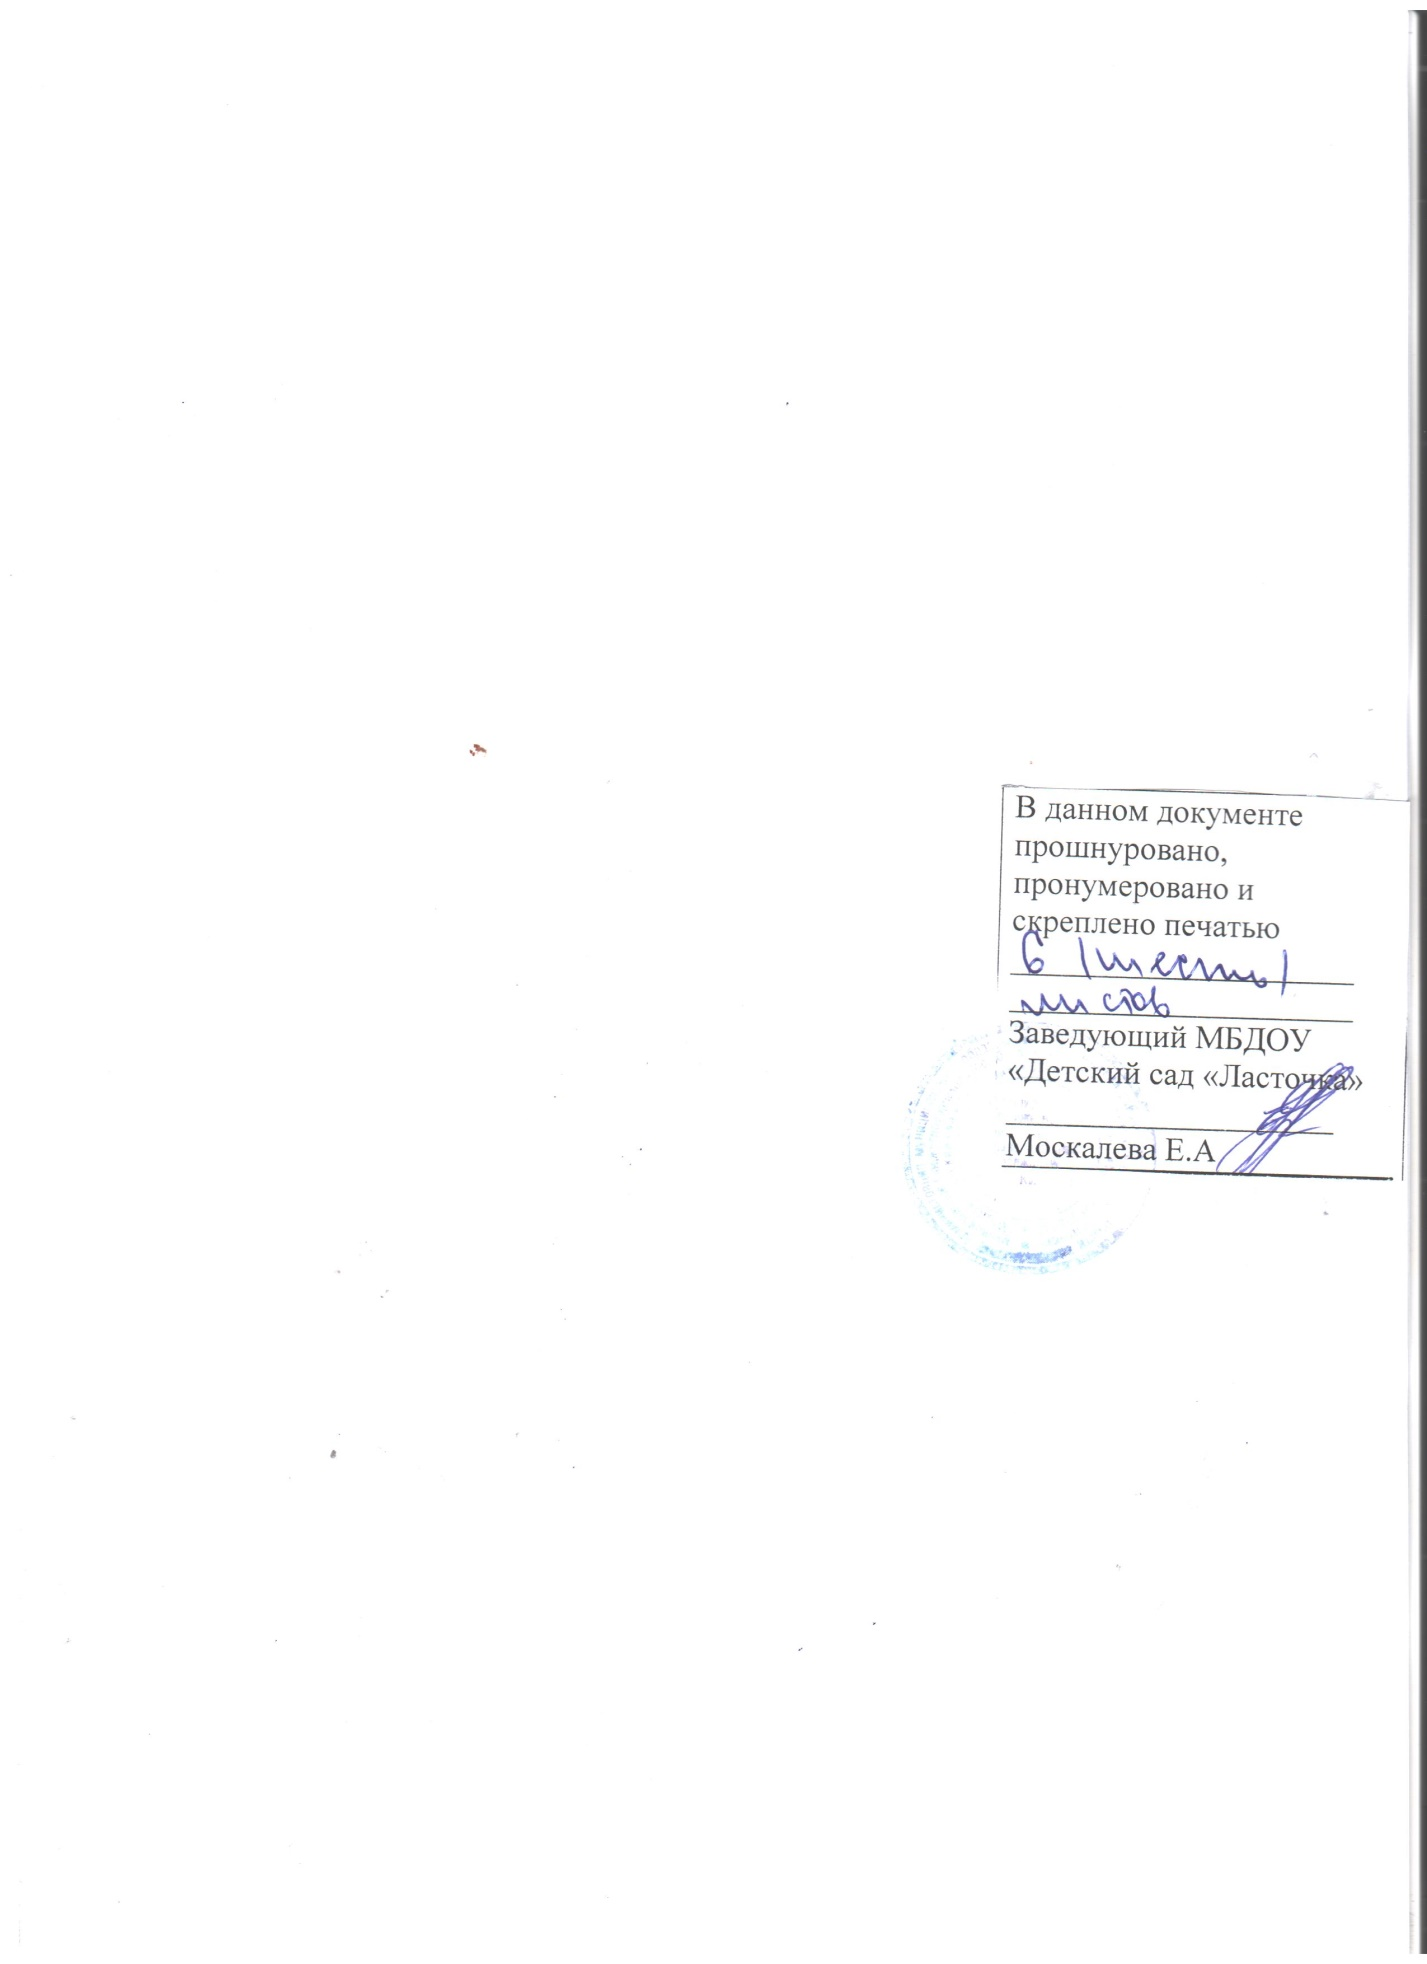 В данном документе
прошнуровано,
пронумеровано и
скреплено печатью
6 (шесть)
листов
Заведующий МБДОУ
«Детский сад «Ласточка»
Москалева Е.А